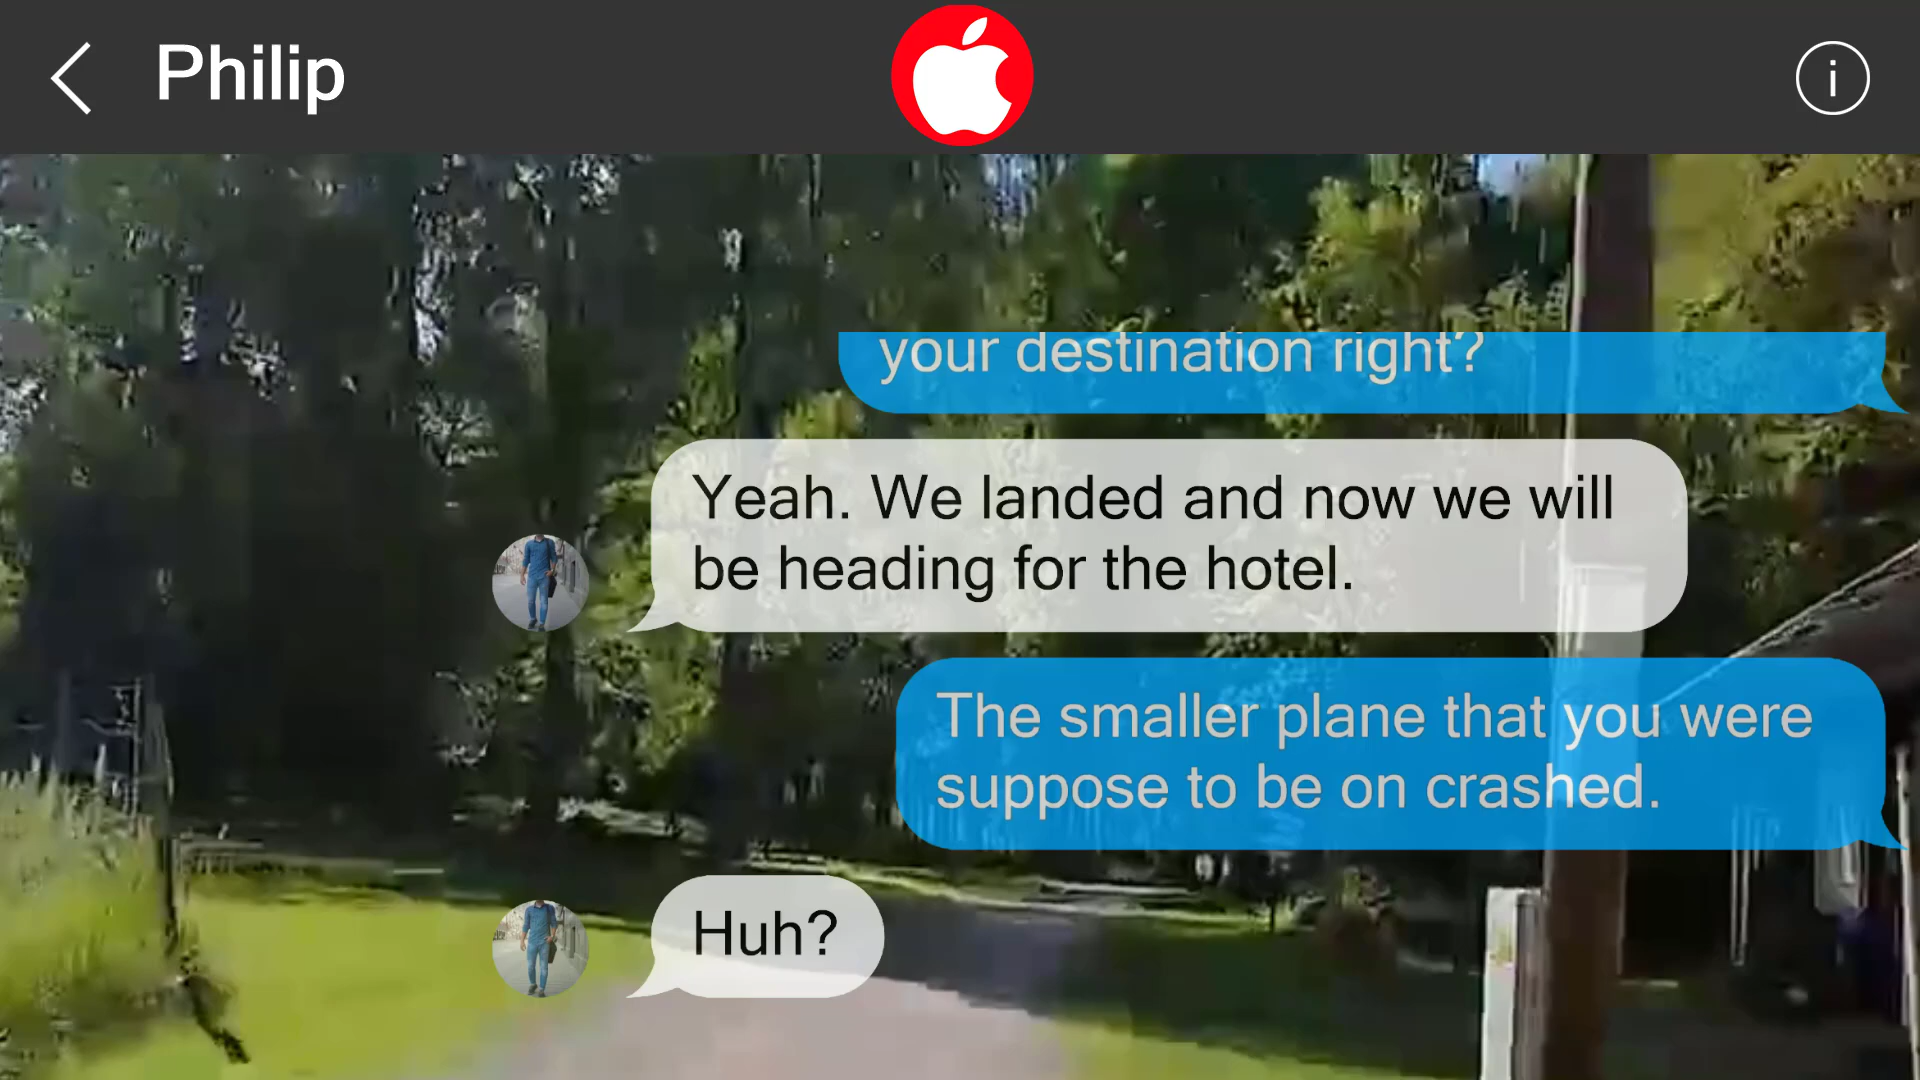 Philip
i
your destination right?
Yeah. We landed and now we will
be heading for the hotel.
The smaller plane that you were
suppose to be on crashed.
Huh?